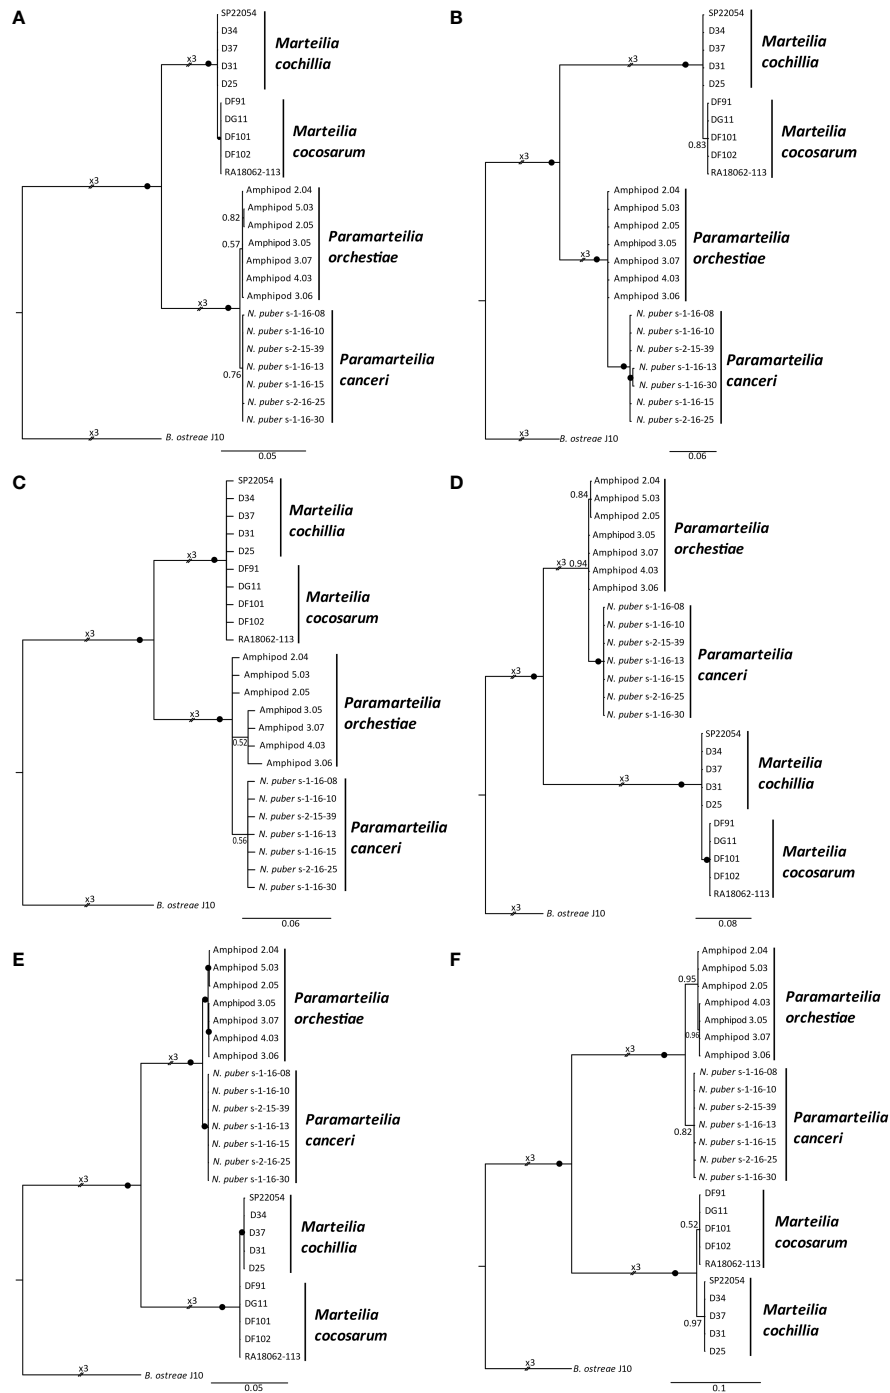 A
x3
SP22054
D34
D37
D31
D25
Marteilia
cochillia
DF91
DG11
DF101
DF102
RA18062-113
Marteilia
cocosarum
x3
Amphipod 2.04
Amphipod 5.03
0.82
Amphipod 2.05
0.57
Amphipod 3.05
Amphipod 3.07
Amphipod 4.03
Amphipod 3.06
Paramarteilia
orchestiae
x3
N. puber s-1-16-08
N. puber s-1-16-10
N. puber s-2-15-39
N. puber s-1-16-13
0.76
N. puber s-1-16-15
N. puber s-2-16-25
N. puber s-1-16-30
Paramarteilia
canceri
x3
B. ostreae J10
0.05
B
x3
SP22054
D34
D37
D31
D25
Marteilia
cochillia
DF91
DG11
DF101
0.83
DF102
RA18062-113
Marteilia
cocosarum
x3
Amphipod 2.04
Amphipod 5.03
Amphipod 2.05
Amphipod 3.05
Amphipod 3.07
Amphipod 4.03
Amphipod 3.06
Paramarteilia
orchestiae
x3
N. puber s-1-16-08
N. puber s-1-16-10
N. puber s-2-15-39
N. puber s-1-16-13
N. puber s-1-16-30
N. puber s-1-16-15
N. puber s-2-16-25
Paramarteilia
canceri
x3
B. ostreae J10
0.06
C
x3
SP22054
D34
D37
D31
D25
Marteilia
cochillia
DF91
DG11
DF101
DF102
RA18062-113
Marteilia
cocosarum
x3
Amphipod 2.04
Amphipod 5.03
Amphipod 2.05
Amphipod 3.05
Amphipod 3.07
0.52
Amphipod 4.03
Amphipod 3.06
Paramarteilia
orchestiae
x3
N. puber s-1-16-08
N. puber s-1-16-10
N. puber s-2-15-39
N. puber s-1-16-13
0.56
N. puber s-1-16-15
N. puber s-2-16-25
N. puber s-1-16-30
Paramarteilia
canceri
x3
B. ostreae J10
0.06
D
Amphipod 2.04
0.84
Amphipod 5.03
Amphipod 2.05
Amphipod 3.05
Amphipod 3.07
x3
0.94
Amphipod 4.03
Amphipod 3.06
Paramarteilia
orchestiae
N. puber s-1-16-08
N. puber s-1-16-10
N. puber s-2-15-39
N. puber s-1-16-13
N. puber s-1-16-15
N. puber s-2-16-25
N. puber s-1-16-30
Paramarteilia
canceri
x3
SP22054
D34
D37
D31
D25
Marteilia
cochillia
x3
DF91
DG11
DF101
DF102
RA18062-113
Marteilia
cocosarum
x3
B. ostreae J10
0.08
E
Amphipod 2.04
Amphipod 5.03
Amphipod 2.05
Amphipod 3.05
Amphipod 3.07
Amphipod 4.03
Amphipod 3.06
Paramarteilia
orchestiae
x3
N. puber s-1-16-08
N. puber s-1-16-10
N. puber s-2-15-39
N. puber s-1-16-13
N. puber s-1-16-15
N. puber s-2-16-25
N. puber s-1-16-30
Paramarteilia
canceri
x3
SP22054
D34
D37
D31
D25
Marteilia
cochillia
x3
DF91
DG11
DF101
DF102
RA18062-113
Marteilia
cocosarum
x3
B. ostreae J10
0.05
F
Amphipod 2.04
Amphipod 5.03
0.95
Amphipod 2.05
Amphipod 4.03
Amphipod 3.05
0.96
Amphipod 3.07
Amphipod 3.06
Paramarteilia
orchestiae
x3
N. puber s-1-16-08
N. puber s-1-16-10
N. puber s-2-15-39
N. puber s-1-16-13
0.82
N. puber s-1-16-15
N. puber s-2-16-25
N. puber s-1-16-30
Paramarteilia
canceri
x3
DF91
DG11
0.52
DF101
DF102
RA18062-113
Marteilia
cocosarum
x3
SP22054
D34
D37
0.97
D31
D25
Marteilia
cochillia
x3
B. ostreae J10
0.1